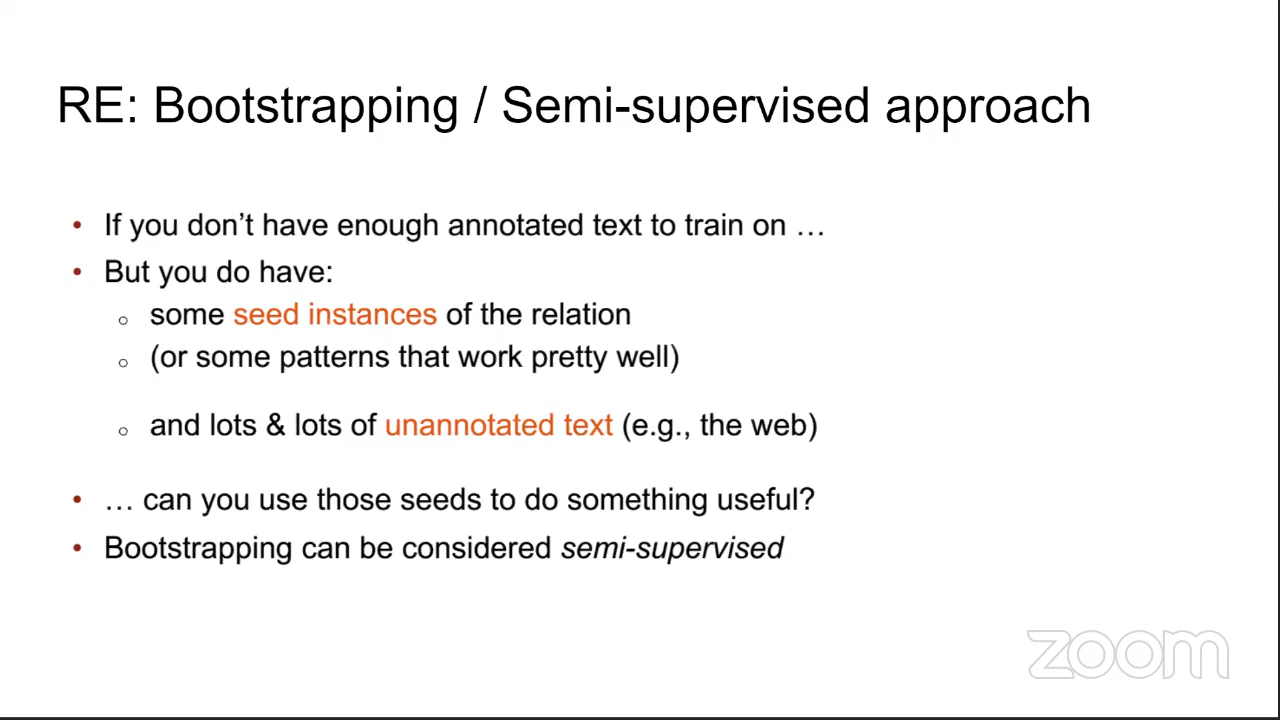 RE: Bootstrapping / Semi-supervised approach
• If you don’t have enough annotated text to train on …
• But you do have:
○ some seed instances of the relation
○ (or some patterns that work pretty well)
○ and lots & lots of unannotated text (e.g., the web)
• … can you use those seeds to do something useful?
• Bootstrapping can be considered semi-supervised
zoom